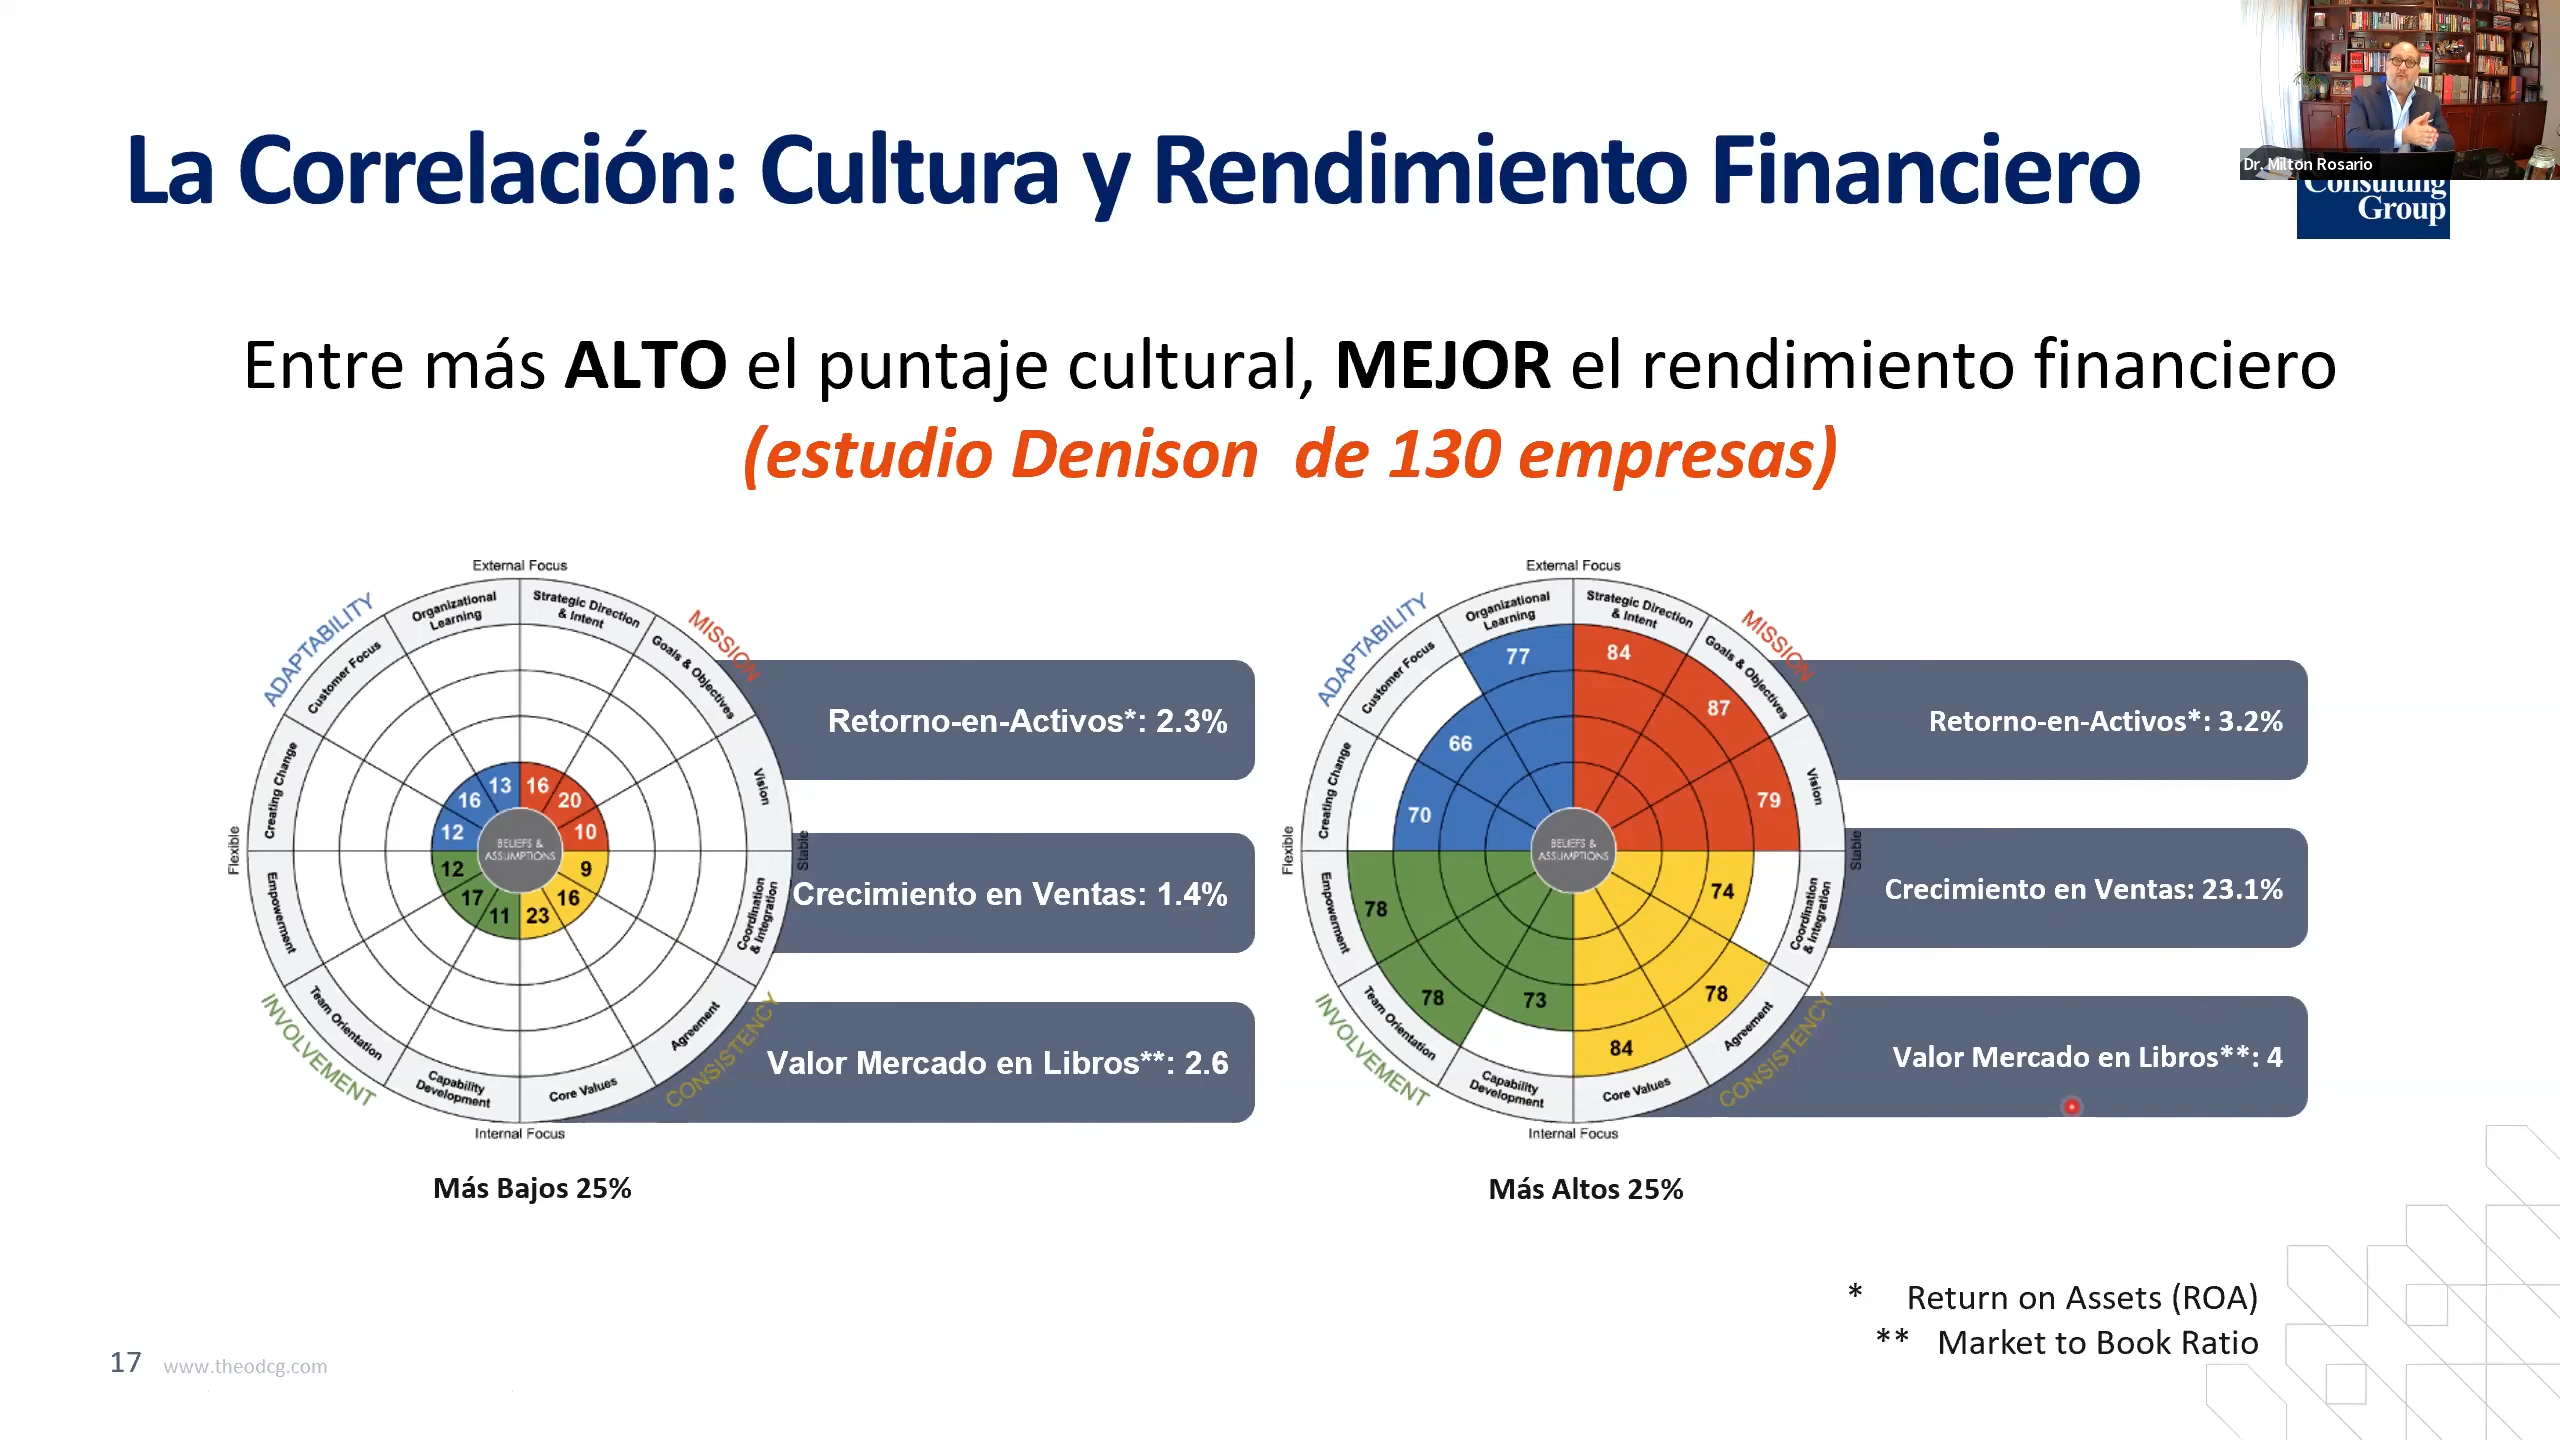 Dr. Milton Rosario
Consulting
Group
La Correlación: Cultura y Rendimiento Financiero
Entre más ALTO el puntaje cultural, MEJOR el rendimiento financiero
(estudio Denison de 130 empresas)
External Focus
ADAPTABILITY
MISSION
Organizational
Learning
Strategic Direction
& Intent
Customer Focus
Goals & Objectives
Creating Change
Vision
Flexible
Stable
13
16
16
20
12
10
BELIEFS &
ASSUMPTIONS
12
9
17
16
11
23
Empowerment
Coordination
& Integration
Team Orientation
Agreement
Capability
Development
Core Values
INVOLVEMENT
CONSISTENCY
Internal Focus
Retorno-en-Activos*: 2.3%
Crecimiento en Ventas: 1.4%
Valor Mercado en Libros**: 2.6
Más Bajos 25%
External Focus
ADAPTABILITY
MISSION
Organizational
Learning
Strategic Direction
& Intent
Customer Focus
Goals & Objectives
Creating Change
Vision
Flexible
Stable
77
84
66
87
70
79
BELIEFS &
ASSUMPTIONS
78
74
78
78
73
84
Empowerment
Coordination
& Integration
Team Orientation
Agreement
Capability
Development
Core Values
INVOLVEMENT
CONSISTENCY
Internal Focus
Retorno-en-Activos*: 3.2%
Crecimiento en Ventas: 23.1%
Valor Mercado en Libros**: 4
Más Altos 25%
* Return on Assets (ROA)
** Market to Book Ratio
17 www.theodcg.com